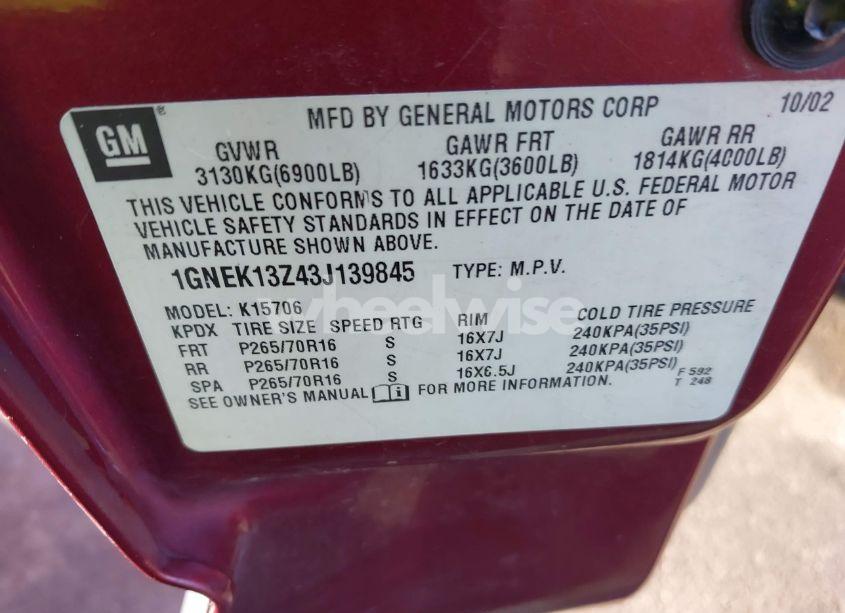 GM®
MFD BY GENERAL MOTORS CORP 10/02
GVWR GAWR FRT GAWR RR
3130KG(6900LB) 1633KG(3600LB) 1814KG(4000LB)
THIS VEHICLE CONFORMS TO ALL APPLICABLE U.S. FEDERAL MOTOR
VEHICLE SAFETY STANDARDS IN EFFECT ON THE DATE OF
MANUFACTURE SHOWN ABOVE.
1GNEK13Z43J139845 TYPE: M.P.V.
MODEL: K15706
KPDX TIRE SIZE SPEED RTG RIM COLD TIRE PRESSURE
FRT P265/70R16 S 16X7J 240KPA(35PSI)
RR P265/70R16 S 16X7J 240KPA(35PSI)
SPA P265/70R16 S 16X6.5J 240KPA(35PSI) F 592
SEE OWNER'S MANUAL i FOR MORE INFORMATION. T 248
wheelwise